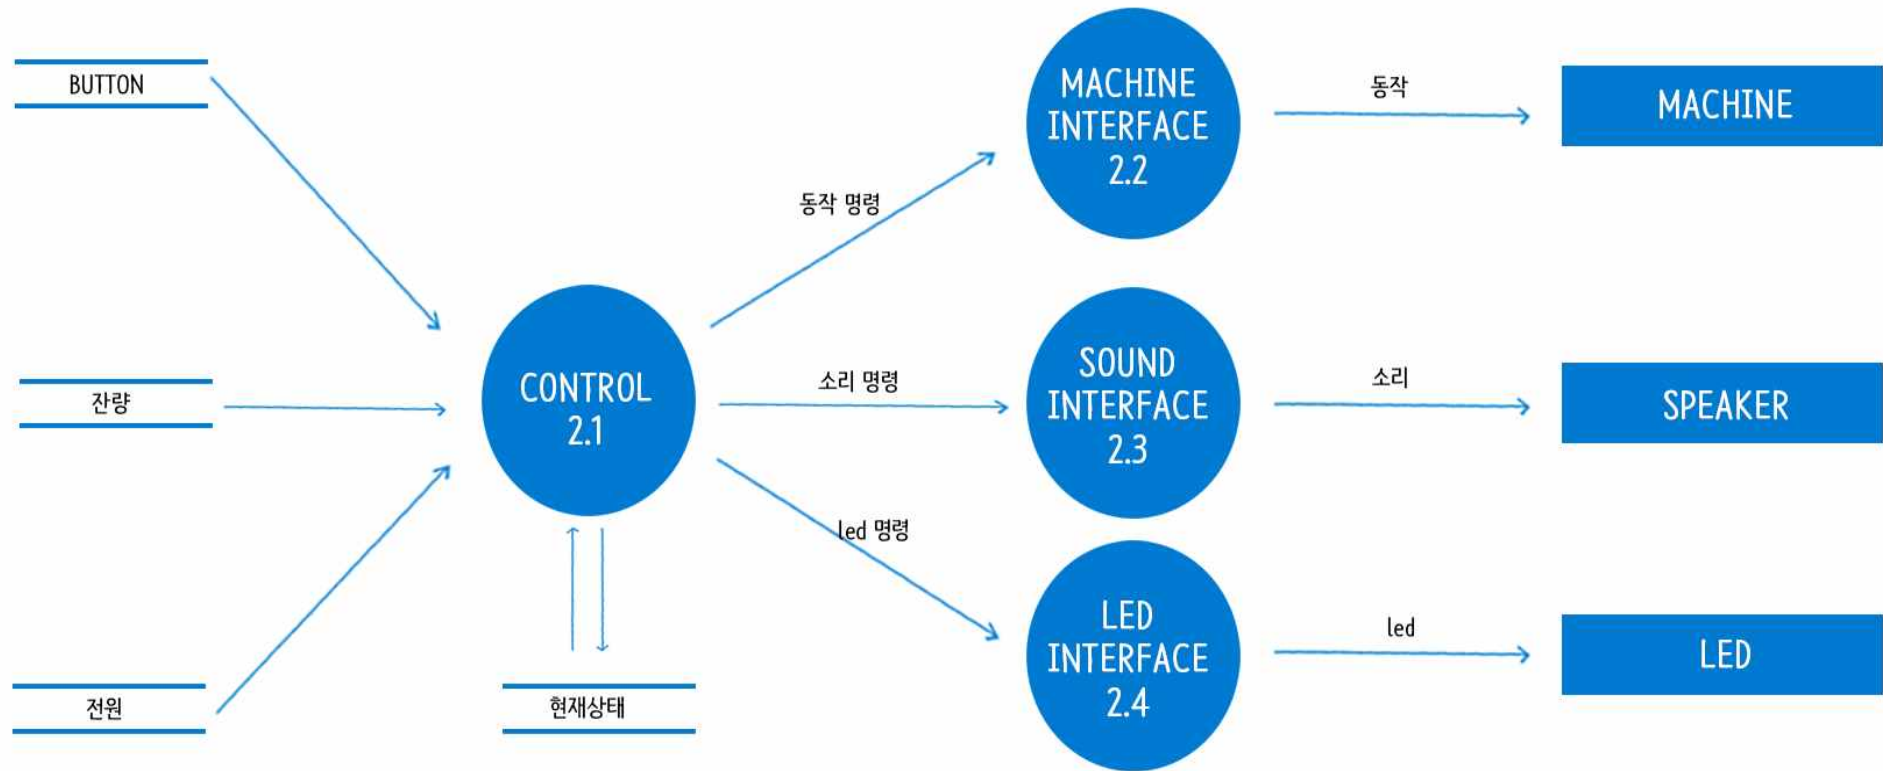 BUTTON
잔량
전원
CONTROL
2.1
현재상태
동작 명령
소리 명령
led 명령
MACHINE
INTERFACE
2.2
SOUND
INTERFACE
2.3
LED
INTERFACE
2.4
동작
소리
led
MACHINE
SPEAKER
LED